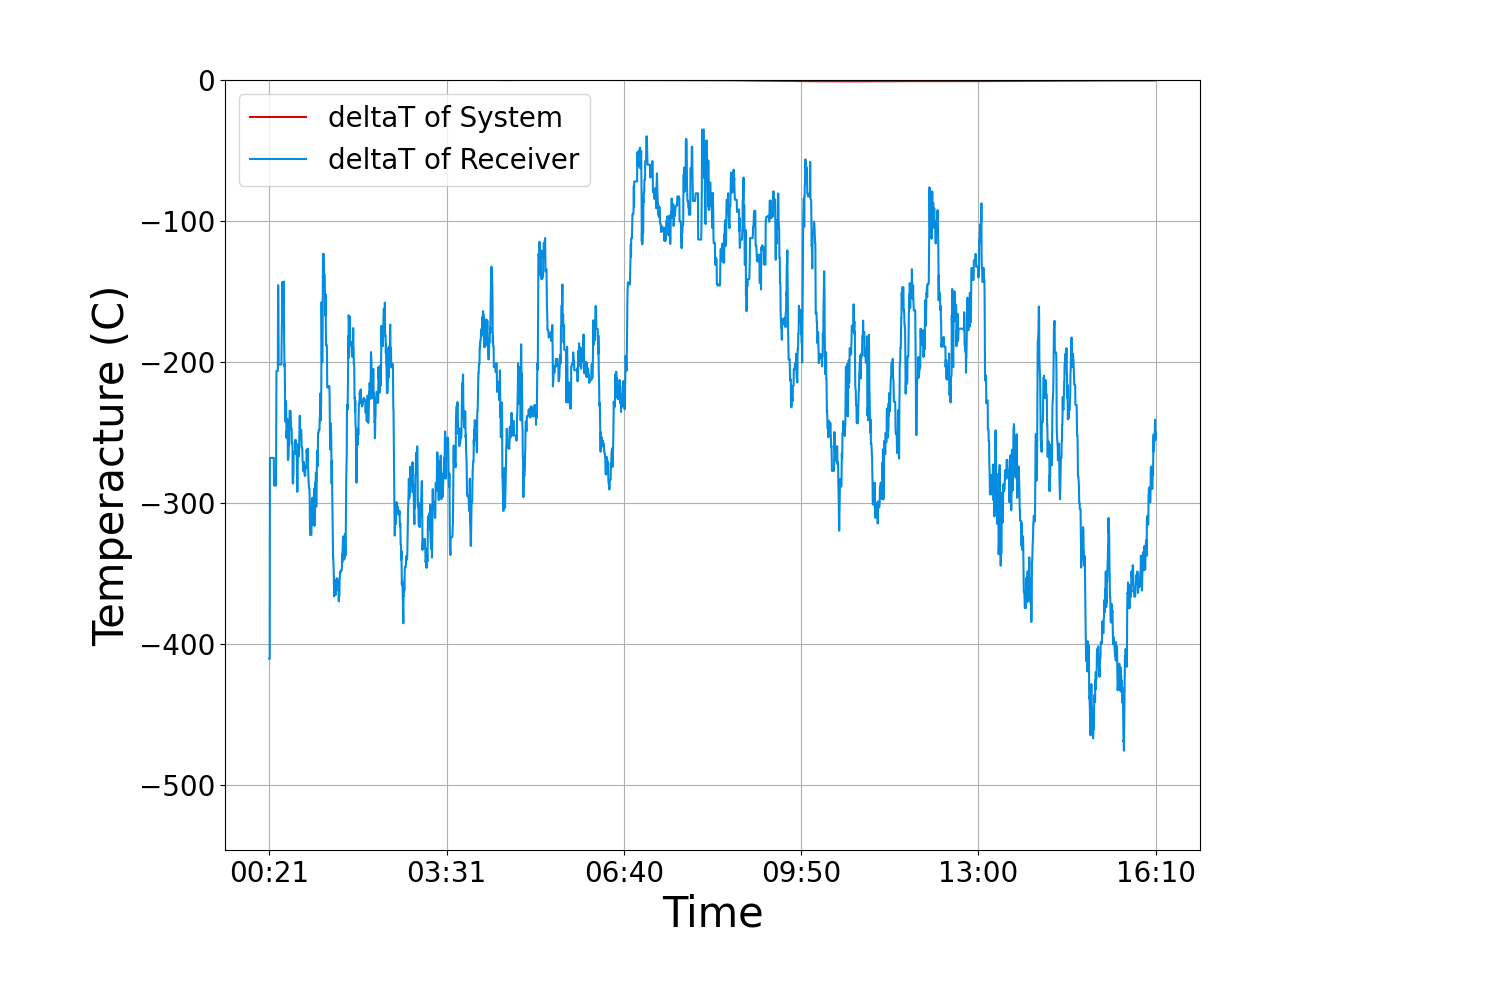 0
−100
−200
−300
−400
−500
Temperacture (C)
deltaT of System
deltaT of Receiver
00:21 03:31 06:40 09:50 13:00 16:10
Time